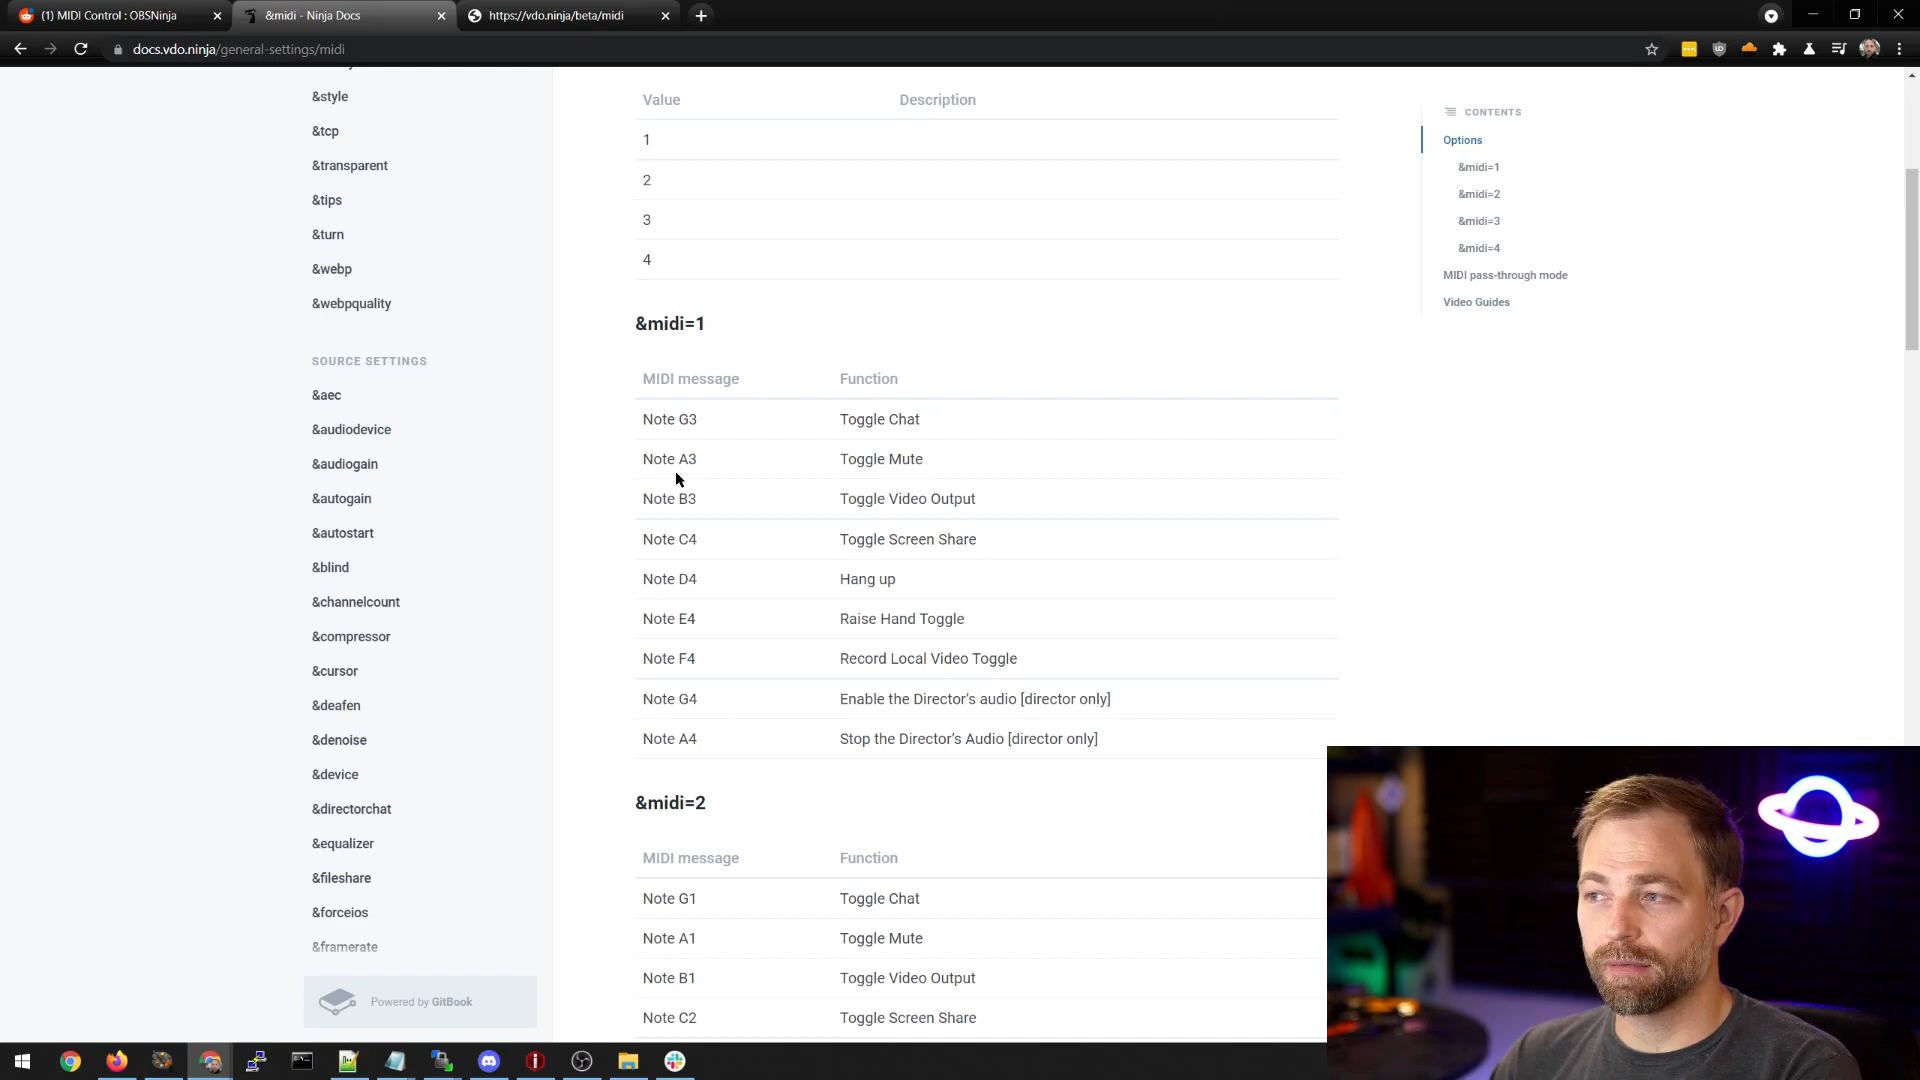 (1) MIDI Control : OBSNinja
&midi - Ninja Docs
https://vdo.ninja/beta/midi
docs.vdo.ninja/general-settings/midi
&style
&tcp
&transparent
&tips
&turn
&webp
&webpquality
SOURCE SETTINGS
&aec
&audiodevice
&audiogain
&autogain
&autostart
&blind
&channelcount
&compressor
&cursor
&deafen
&denoise
&device
&directorchat
&equalizer
&fileshare
&forceios
&framerate
Powered by GitBook
Value Description
1
2
3
4
&midi=1
MIDI message Function
Note G3 Toggle Chat
Note A3 Toggle Mute
Note B3 Toggle Video Output
Note C4 Toggle Screen Share
Note D4 Hang up
Note E4 Raise Hand Toggle
Note F4 Record Local Video Toggle
Note G4 Enable the Director’s audio [director only]
Note A4 Stop the Director’s Audio [director only]
&midi=2
MIDI message Function
Note G1 Toggle Chat
Note A1 Toggle Mute
Note B1 Toggle Video Output
Note C2 Toggle Screen Share
CONTENTS
Options
&midi=1
&midi=2
&midi=3
&midi=4
MIDI pass-through mode
Video Guides